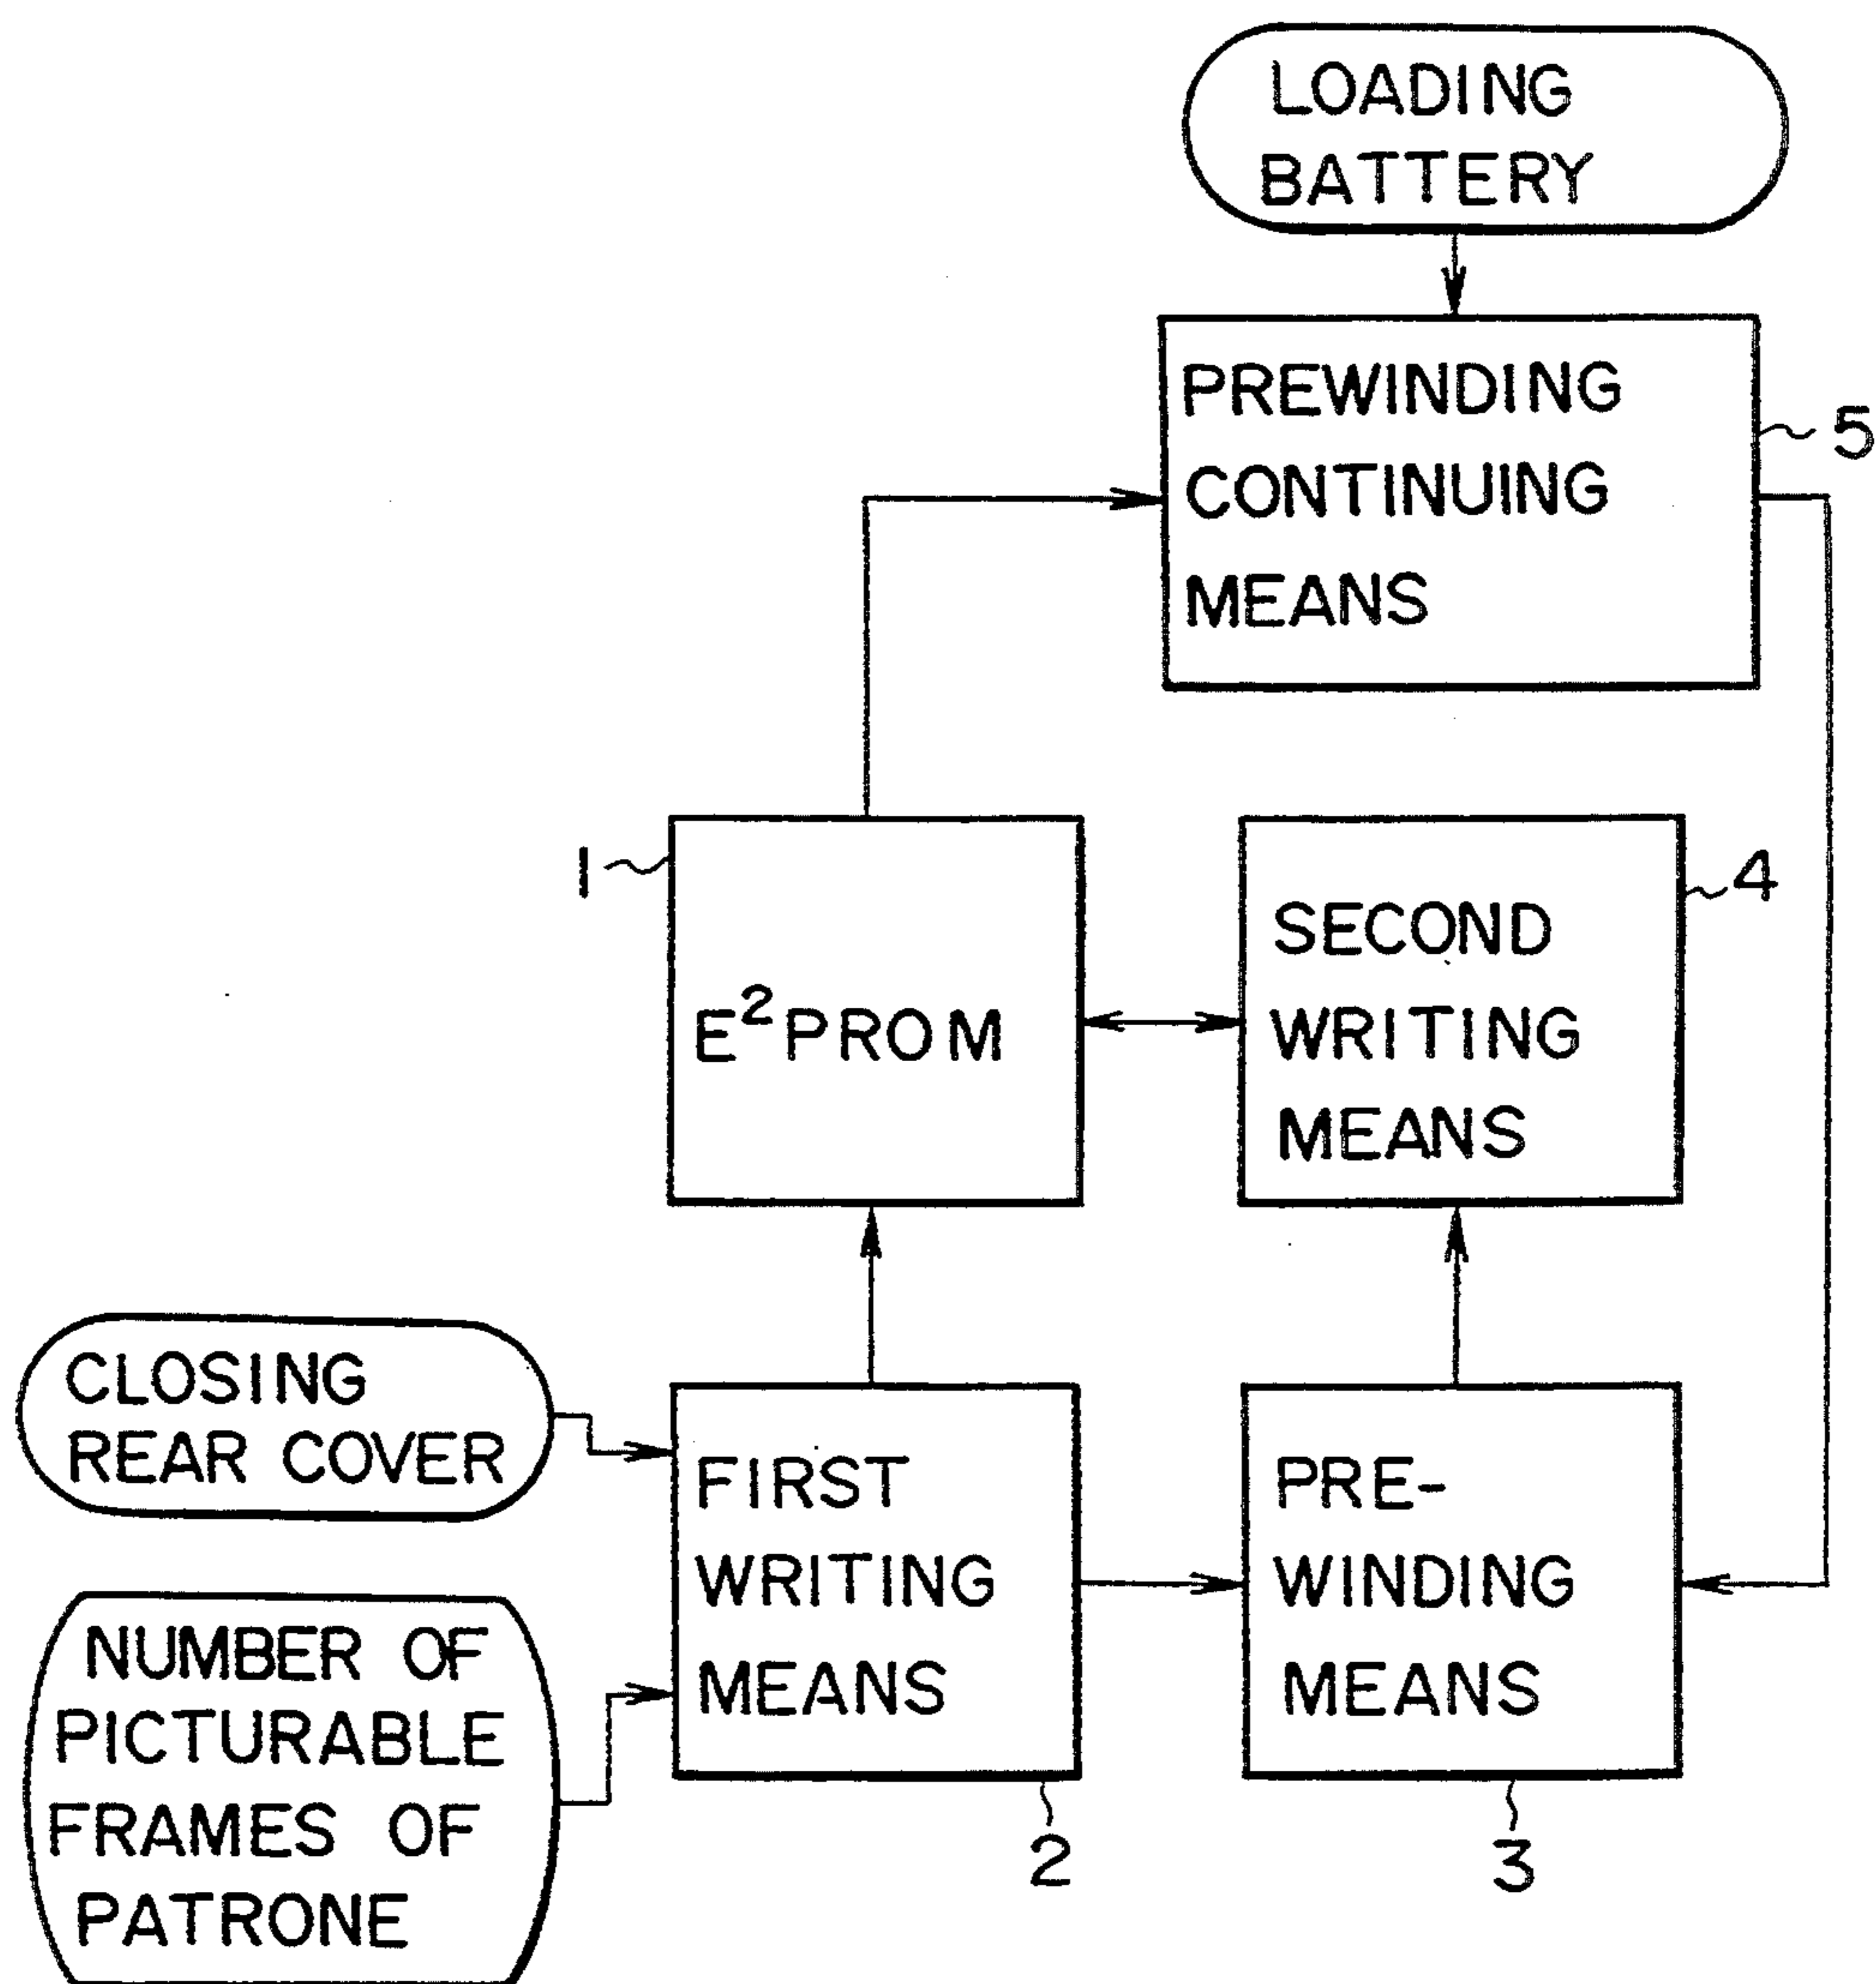 LOADING
BATTERY
PREWINDING
CONTINUING
MEANS
5
1
E²PROM
SECOND
WRITING
MEANS
4
CLOSING
REAR COVER
NUMBER OF
PICTURABLE
FRAMES OF
PATRONE
FIRST
WRITING
MEANS
2
PRE-
WINDING
MEANS
3